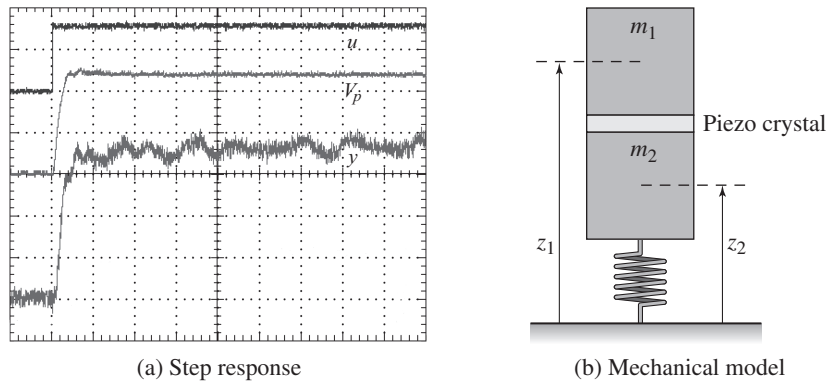 u
V_p
y
(a) Step response
m_1
Piezo crystal
m_2
z_1
z_2
(b) Mechanical model